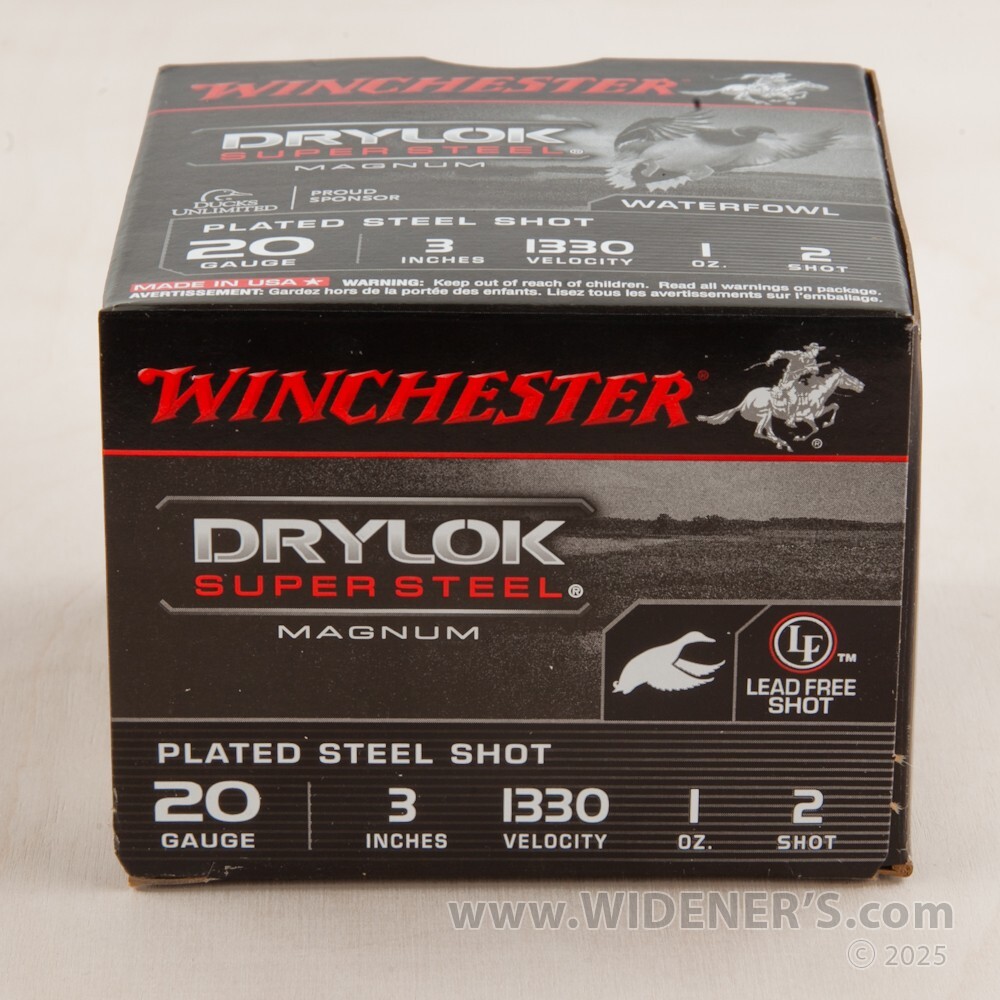 WINCHESTER
DRYLOK
SUPER STEEL®
MAGNUM
DUCKS
UNLIMITED
PROUD
SPONSOR
WATERFOWL
PLATED STEEL SHOT
20 3 1330 1 2
GAUGE INCHES VELOCITY OZ. SHOT
MADE IN USA WARNING: Keep out of reach of children. Read all warnings on package.
AVERTISSEMENT: Gardez hors de la portée des enfants. Lisez tous les avertissements sur l'emballage.
WINCHESTER®
®
DRYLOK
SUPER STEEL®
MAGNUM
LF™
LEAD FREE
SHOT
PLATED STEEL SHOT
20 3 1330 1 2
GAUGE INCHES VELOCITY OZ. SHOT
www.WIDENER'S.com
© 2025